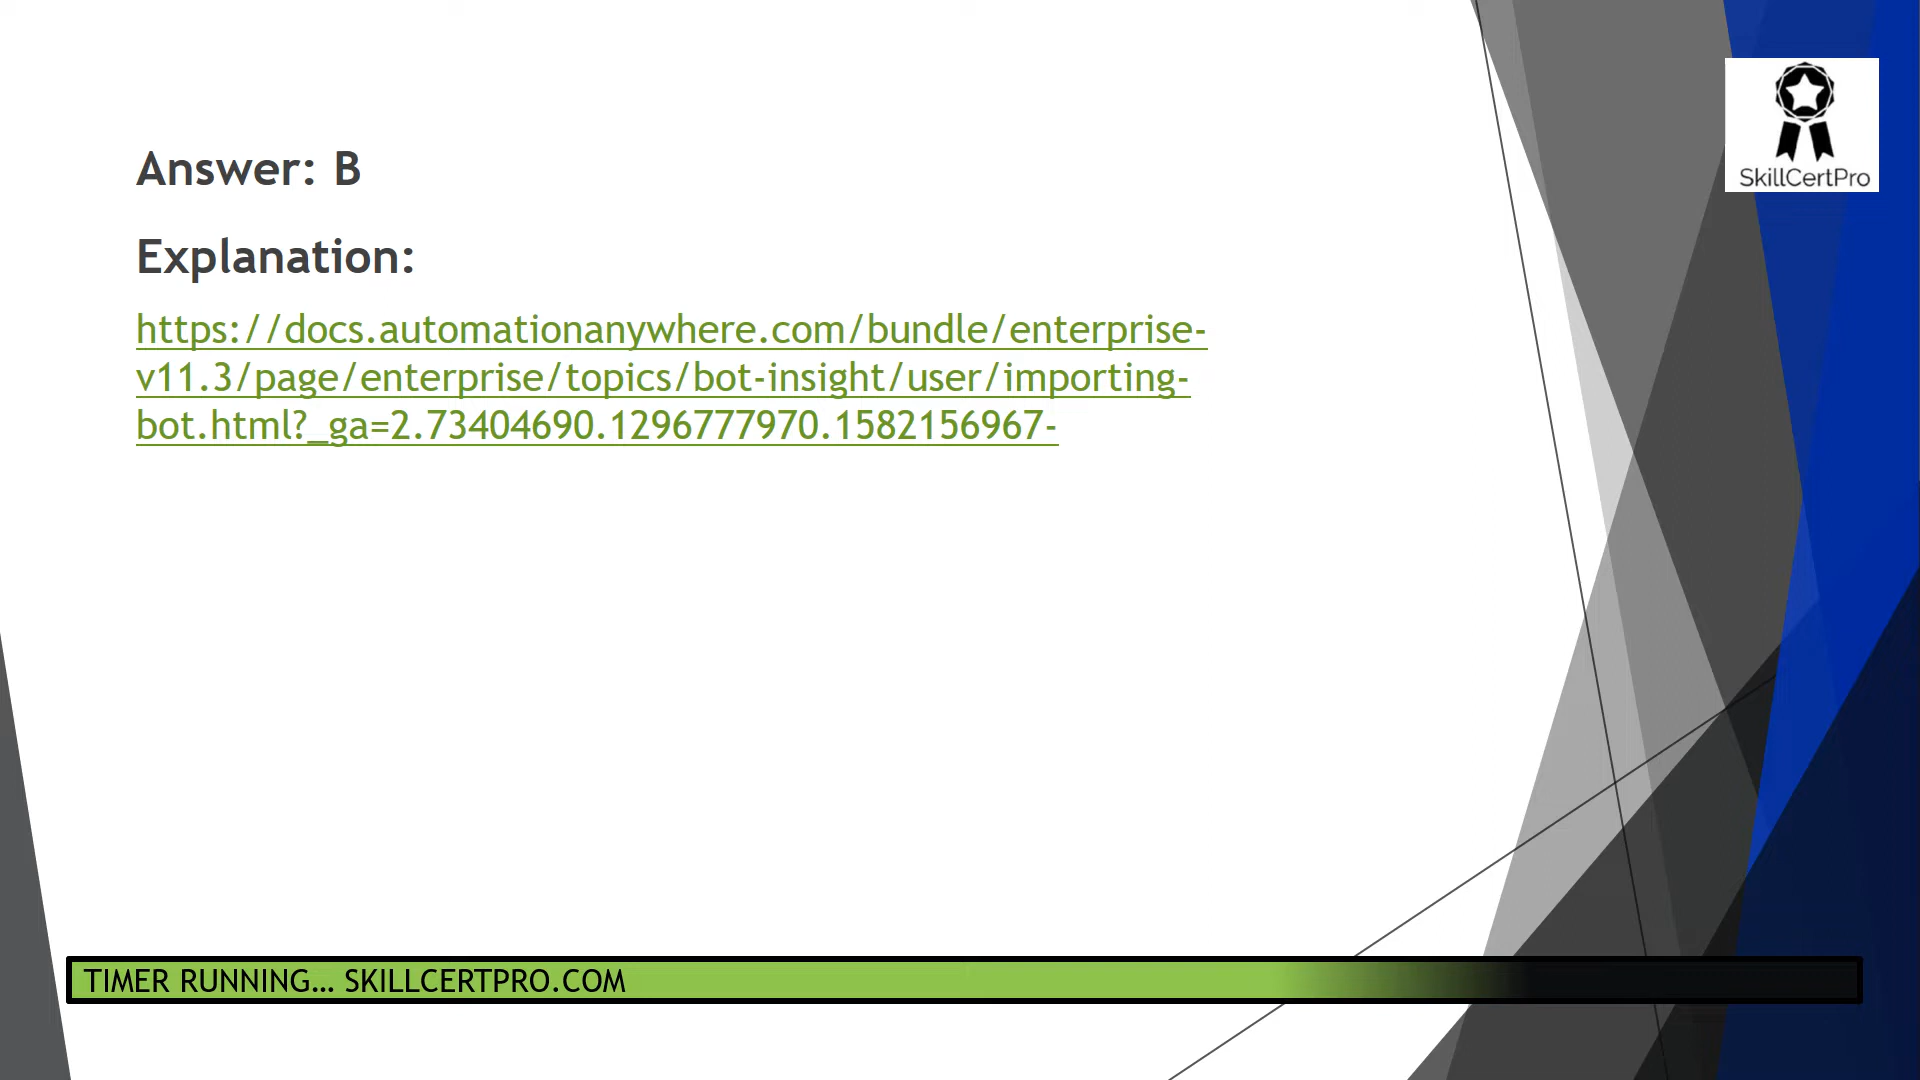 SkillCertPro
Answer: B
Explanation:
https://docs.automationanywhere.com/bundle/enterprise-
v11.3/page/enterprise/topics/bot-insight/user/importing-
bot.html?_ga=2.73404690.1296777970.1582156967-
TIMER RUNNING... SKILLCERTPRO.COM